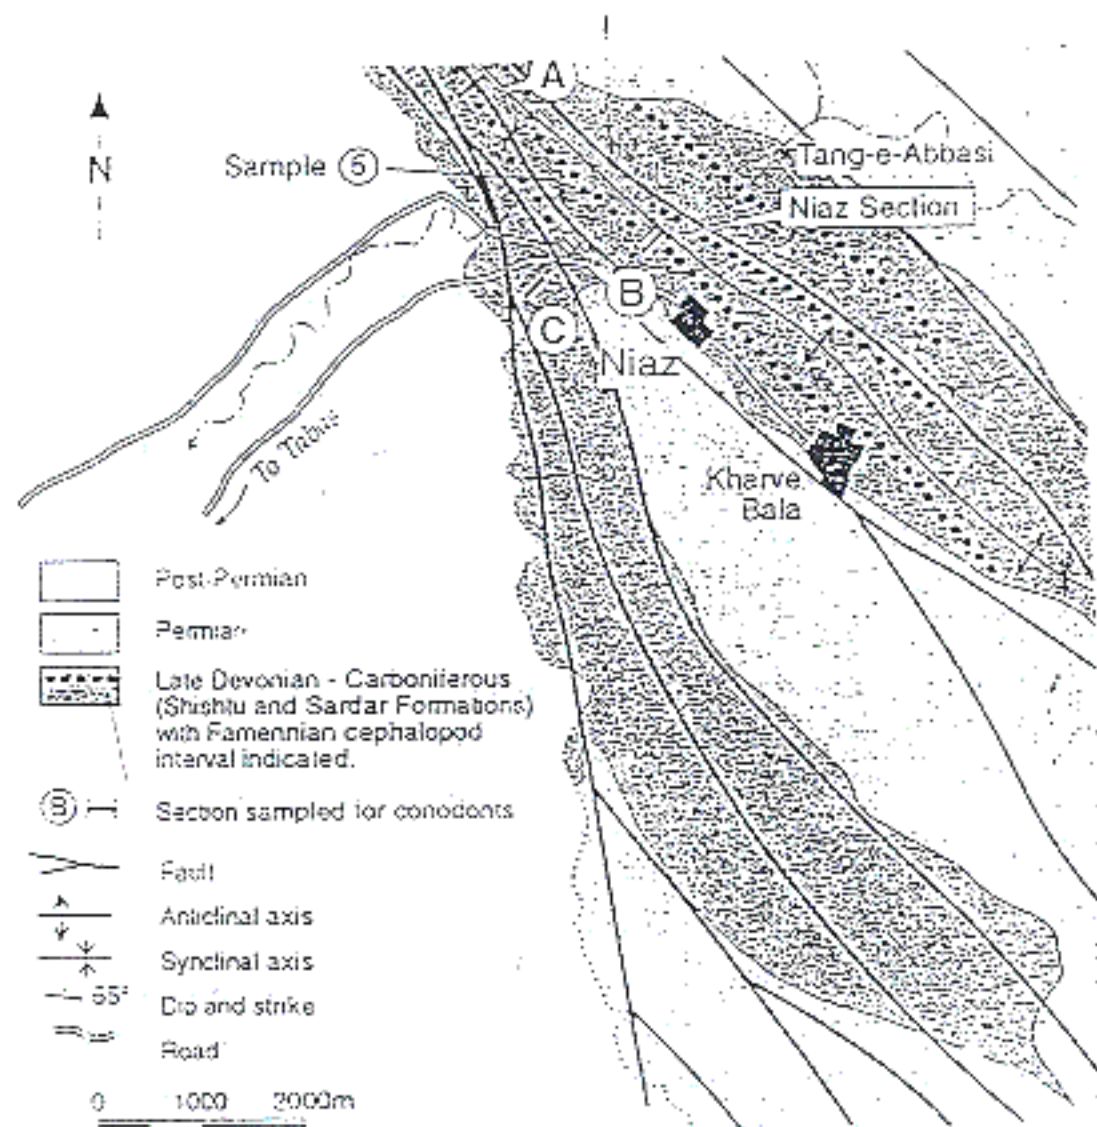 A
N
Sample 5
Tang-e-Abbasi
Niaz Section
B
C
Niaz
To Tabas
Kharve
Bala
Post-Permian
Permian
Late Devonian - Carboniferous
(Shishtu and Sardar Formations)
with Famennian cephalopod
interval indicated.
B Section sampled for conodonts
Fault
Anticlinal axis
Synclinal axis
55° Dip and strike
Road
0 1000 2000m